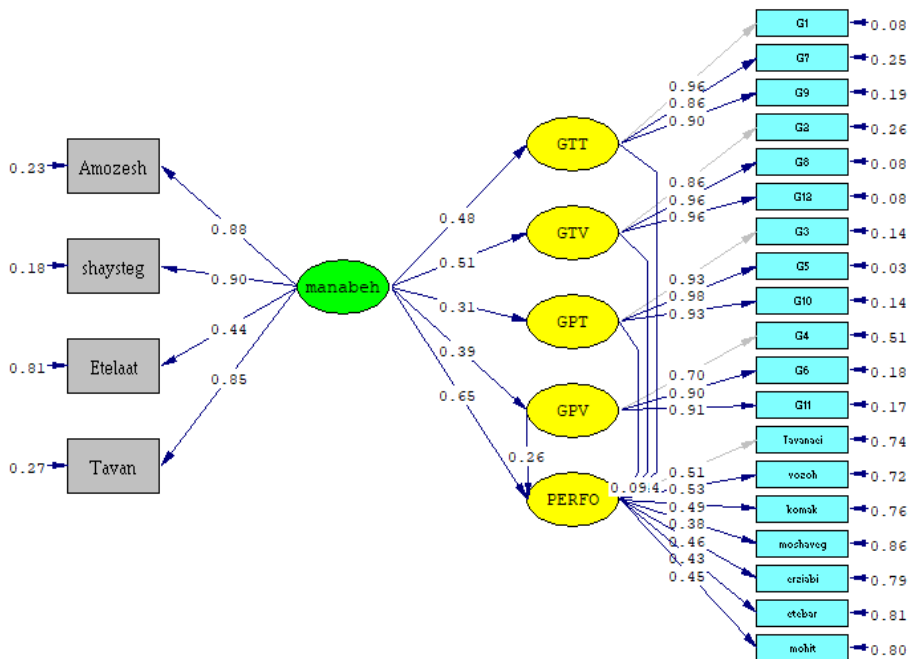 G1
0.08
G7
0.25
0.96
0.86
G9
0.19
0.90
GTT
G2
0.26
0.23
Amozesh
G8
0.08
0.86
0.96
G12
0.08
0.96
0.88
0.48
GTV
G3
0.14
0.51
0.18
shaysteg
G5
0.03
0.90
manabeh
0.93
0.98
G10
0.14
0.93
0.31
GPT
G4
0.51
0.44
0.39
0.81
Etelaat
G6
0.18
0.85
0.70
0.90
0.65
GPV
G11
0.17
0.91
Tavanaei
0.74
0.26
0.27
Tavan
0.51
vozoh
0.72
0.09
PERFO
0.53
0.49
komak
0.76
0.38
moshaveg
0.86
0.46
0.43
erziabi
0.79
0.45
etebar
0.81
mohit
0.80